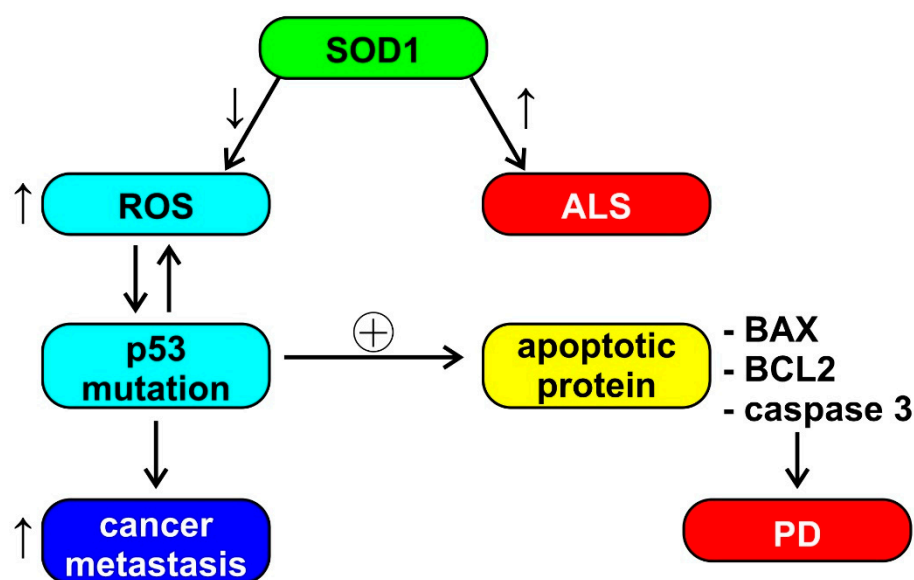 SOD1
↓
↑
↑
ROS
ALS
p53
mutation
+
apoptotic
protein
- BAX
- BCL2
- caspase 3
↑
cancer
metastasis
PD